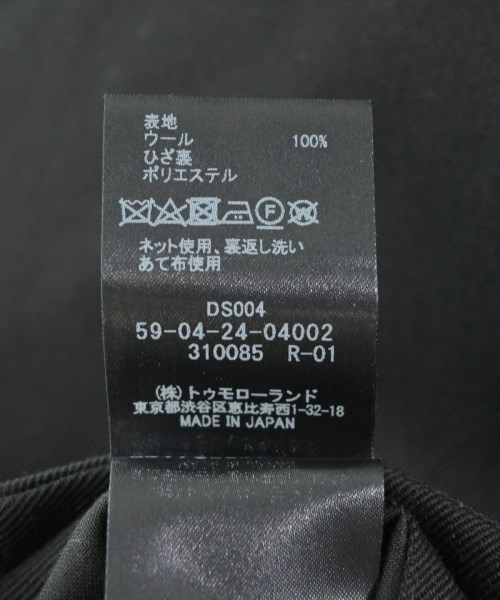 表地
ウール 100%
ひざ裏
ポリエステル
ネット使用、裏返し洗い
あて布使用
DS004
59-04-24-04002
310085 R-01
(株)トゥモローランド
東京都渋谷区恵比寿西1-32-18
MADE IN JAPAN